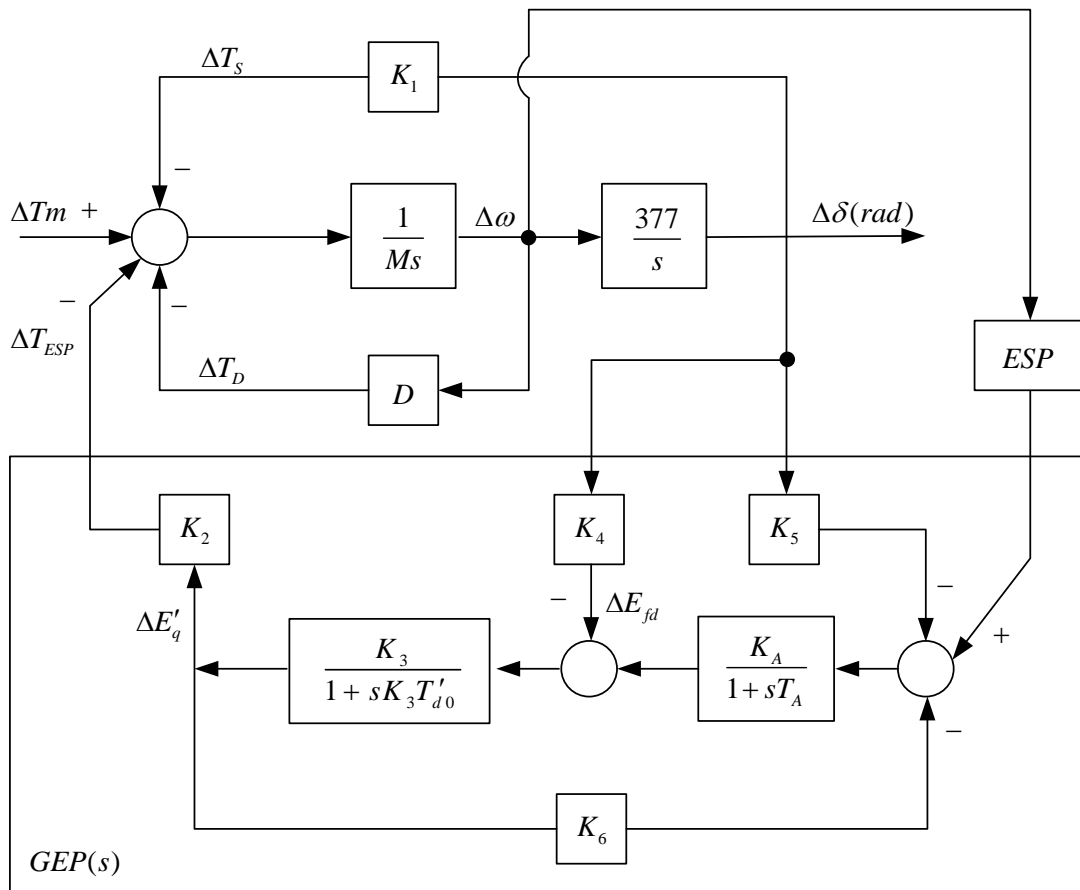 ΔT_S
K_1
−
ΔTm +
1/(Ms)
Δω
377/s
Δδ(rad)
−
−
ΔT_ESP
ΔT_D
D
ESP
K_2
K_4
K_5
−
−
ΔE_fd
+
ΔE′_q
K_3/(1 + sK_3T′_d0)
K_A/(1 + sT_A)
−
K_6
GEP(s)